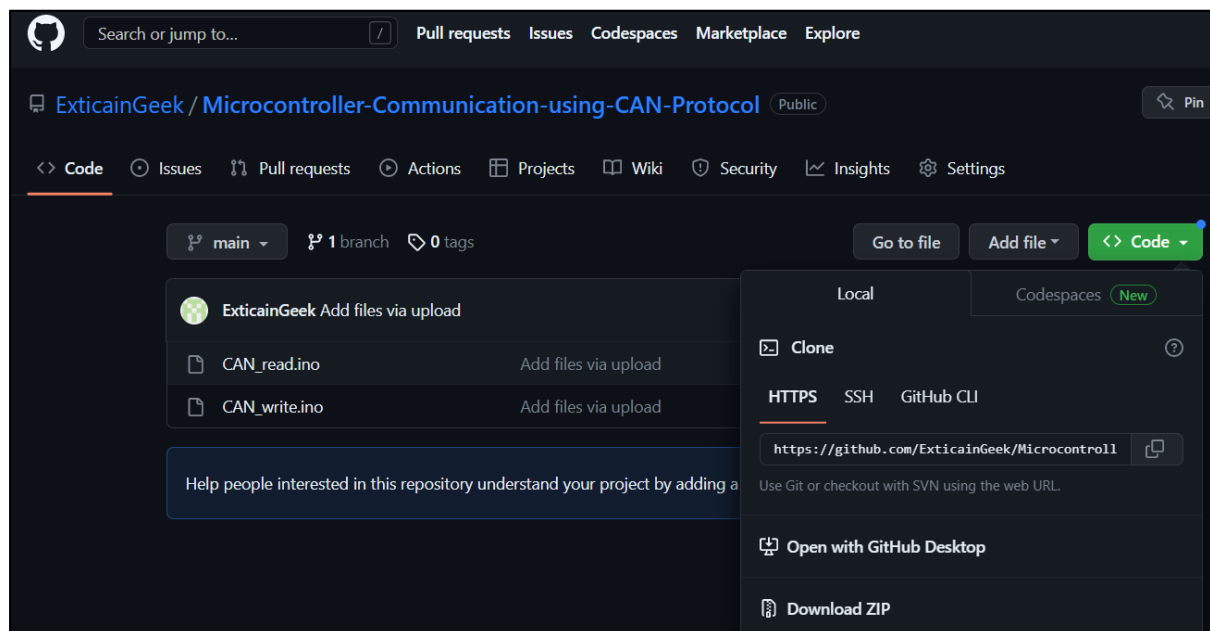 Search or jump to... / Pull requests Issues Codespaces Marketplace Explore
ExticainGeek / Microcontroller-Communication-using-CAN-Protocol Public Pin
<> Code Issues Pull requests Actions Projects Wiki Security Insights Settings
main 1 branch 0 tags Go to file Add file <> Code
Local Codespaces New
ExticainGeek Add files via upload
Clone
CAN_read.ino Add files via upload
HTTPS SSH GitHub CLI
CAN_write.ino Add files via upload
https://github.com/ExticainGeek/Microcontroll
Help people interested in this repository understand your project by adding a
Use Git or checkout with SVN using the web URL.
Open with GitHub Desktop
Download ZIP